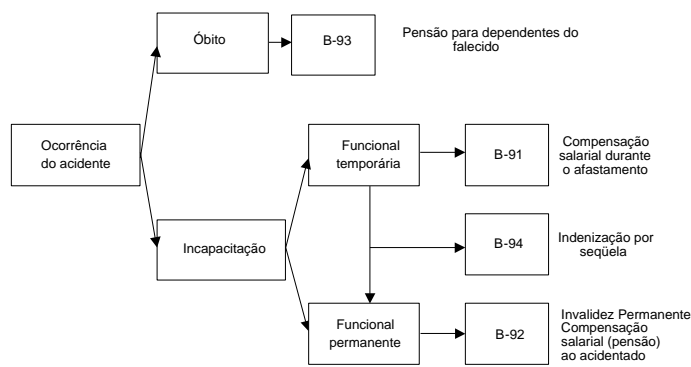 Óbito
B-93
Pensão para dependentes do
falecido
Ocorrência
do acidente
Funcional
temporária
B-91
Compensação
salarial durante
o afastamento
Incapacitação
B-94
Indenização por
seqüela
Funcional
permanente
B-92
Invalidez Permanente
Compensação
salarial (pensão)
ao acidentado